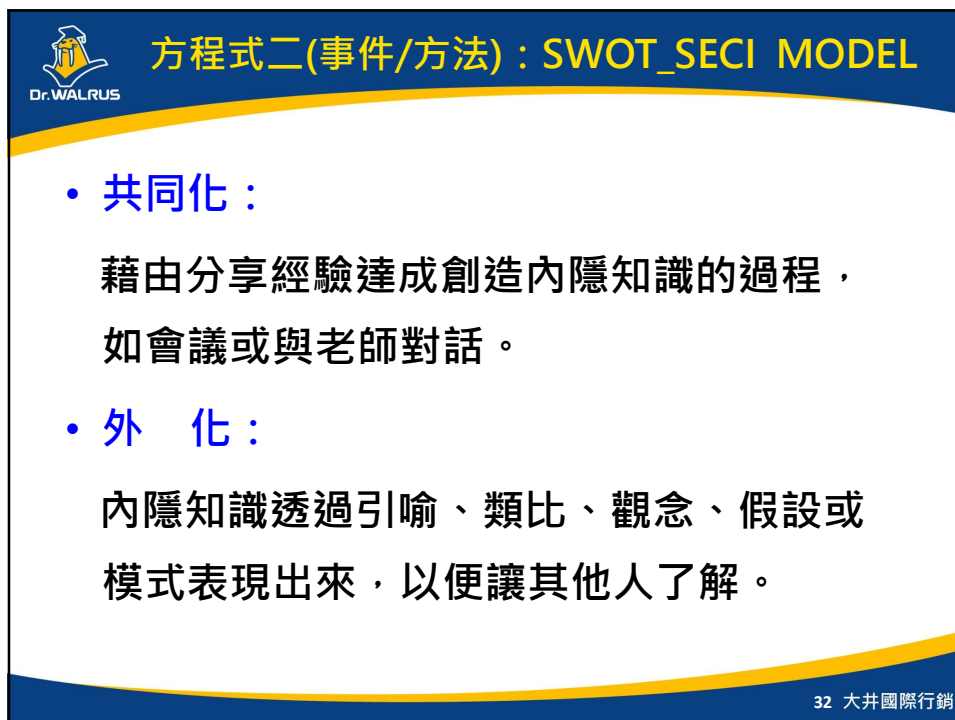 方程式二(事件/方法)：SWOT_SECI MODEL
Dr.WALRUS
• 共同化：
藉由分享經驗達成創造內隱知識的過程，
如會議或與老師對話。
• 外　化：
內隱知識透過引喻、類比、觀念、假設或
模式表現出來，以便讓其他人了解。
32 大井國際行銷